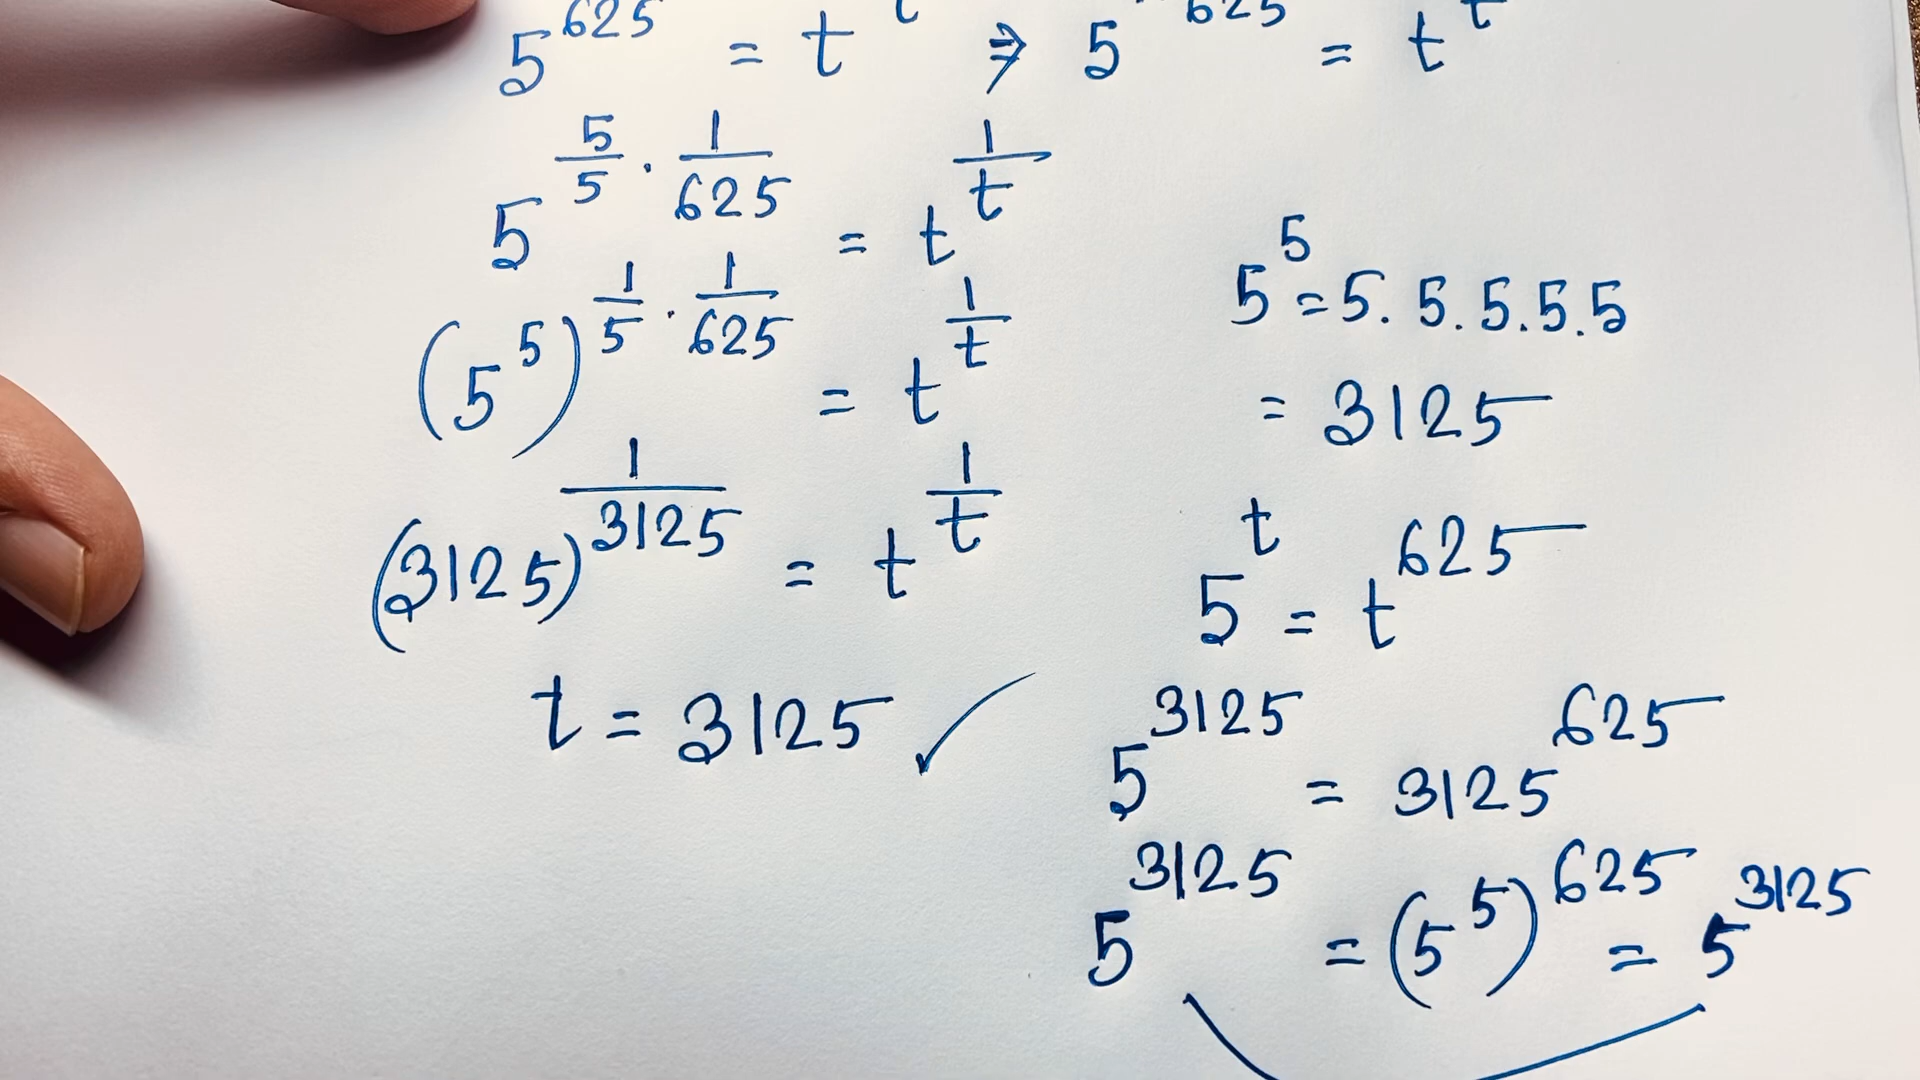 5^625 = t ⇒ 5^625 = t^t
5^(5/5 · 1/625) = t^(1/t)
(5^5)^(1/5 · 1/625) = t^(1/t)
(3125)^(1/3125) = t^(1/t)
t = 3125 ✓
5^5 = 5.5.5.5.5
= 3125
5^t = t^625
5^3125 = 3125^625
5^3125 = (5^5)^625 = 5^3125